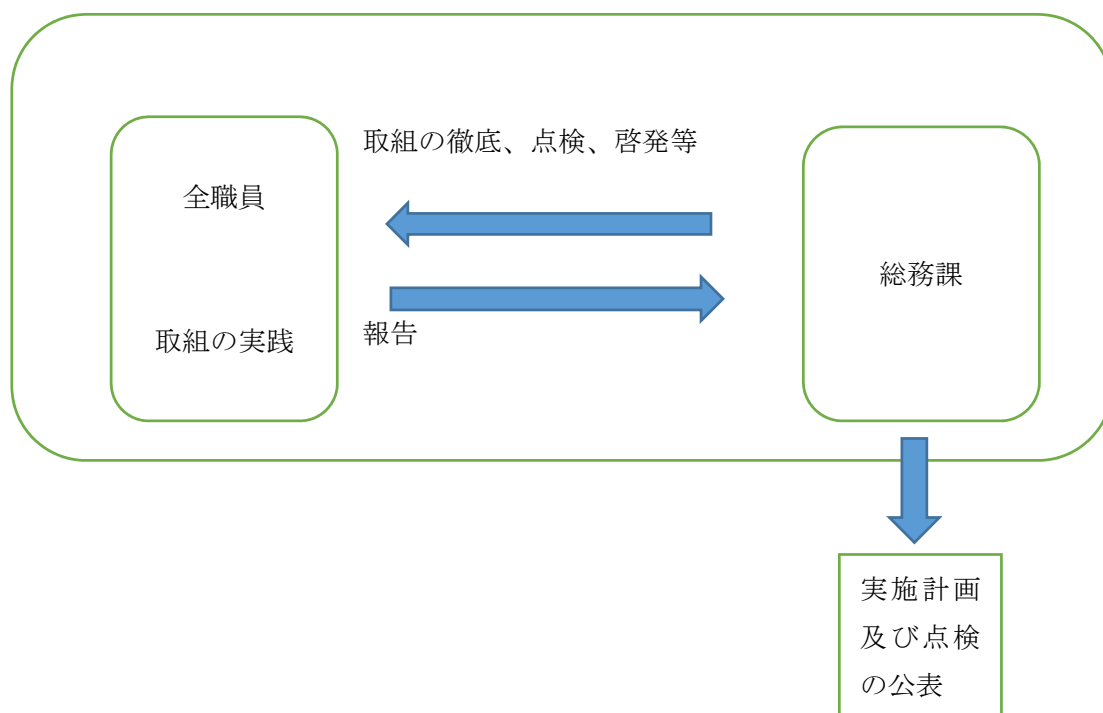 取組の徹底、点検、啓発等
全職員
取組の実践
報告
総務課
実施計画
及び点検
の公表